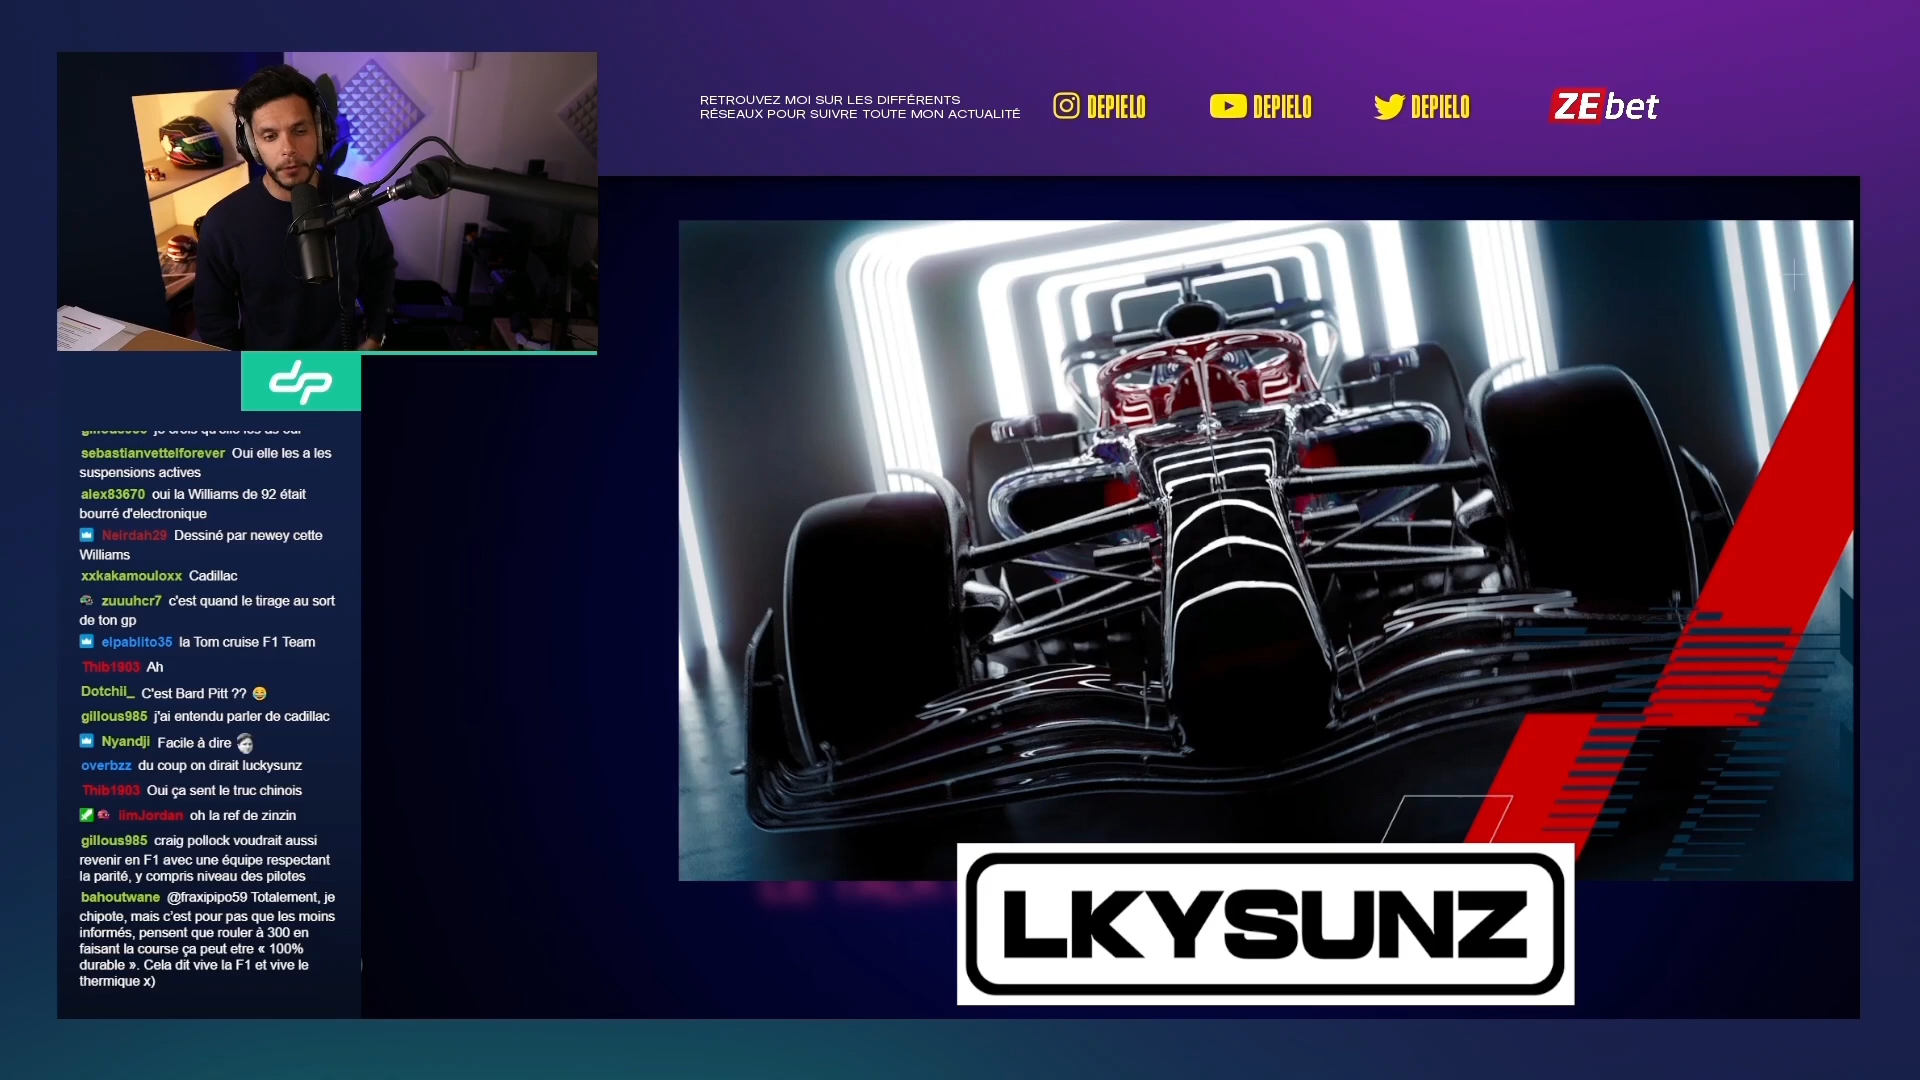 RETROUVEZ MOI SUR LES DIFFÉRENTS
RÉSEAUX POUR SUIVRE TOUTE MON ACTUALITÉ
DEPIELO
DEPIELO
DEPIELO
ZEbet
dp
sebastianvettelforever Oui elle les a les
suspensions actives
alex83670 oui la Williams de 92 était
bourré d'electronique
Neirdah29 Dessiné par newey cette
Williams
xxkakamouloxx Cadillac
zuuuhcr7 c'est quand le tirage au sort
de ton gp
elpablito35 la Tom cruise F1 Team
Thib1903 Ah
Dotchii_ C'est Bard Pitt ?? 😂
gillous985 j'ai entendu parler de cadillac
Nyandji Facile à dire
overbzz du coup on dirait luckysunz
Thib1903 Oui ça sent le truc chinois
iimJordan oh la ref de zinzin
gillous985 craig pollock voudrait aussi
revenir en F1 avec une équipe respectant
la parité, y compris niveau des pilotes
bahoutwane @fraxipipo59 Totalement, je
chipote, mais c'est pour pas que les moins
informés, pensent que rouler à 300 en
faisant la course ça peut etre « 100%
durable ». Cela dit vive la F1 et vive le
thermique x)
LKYSUNZ